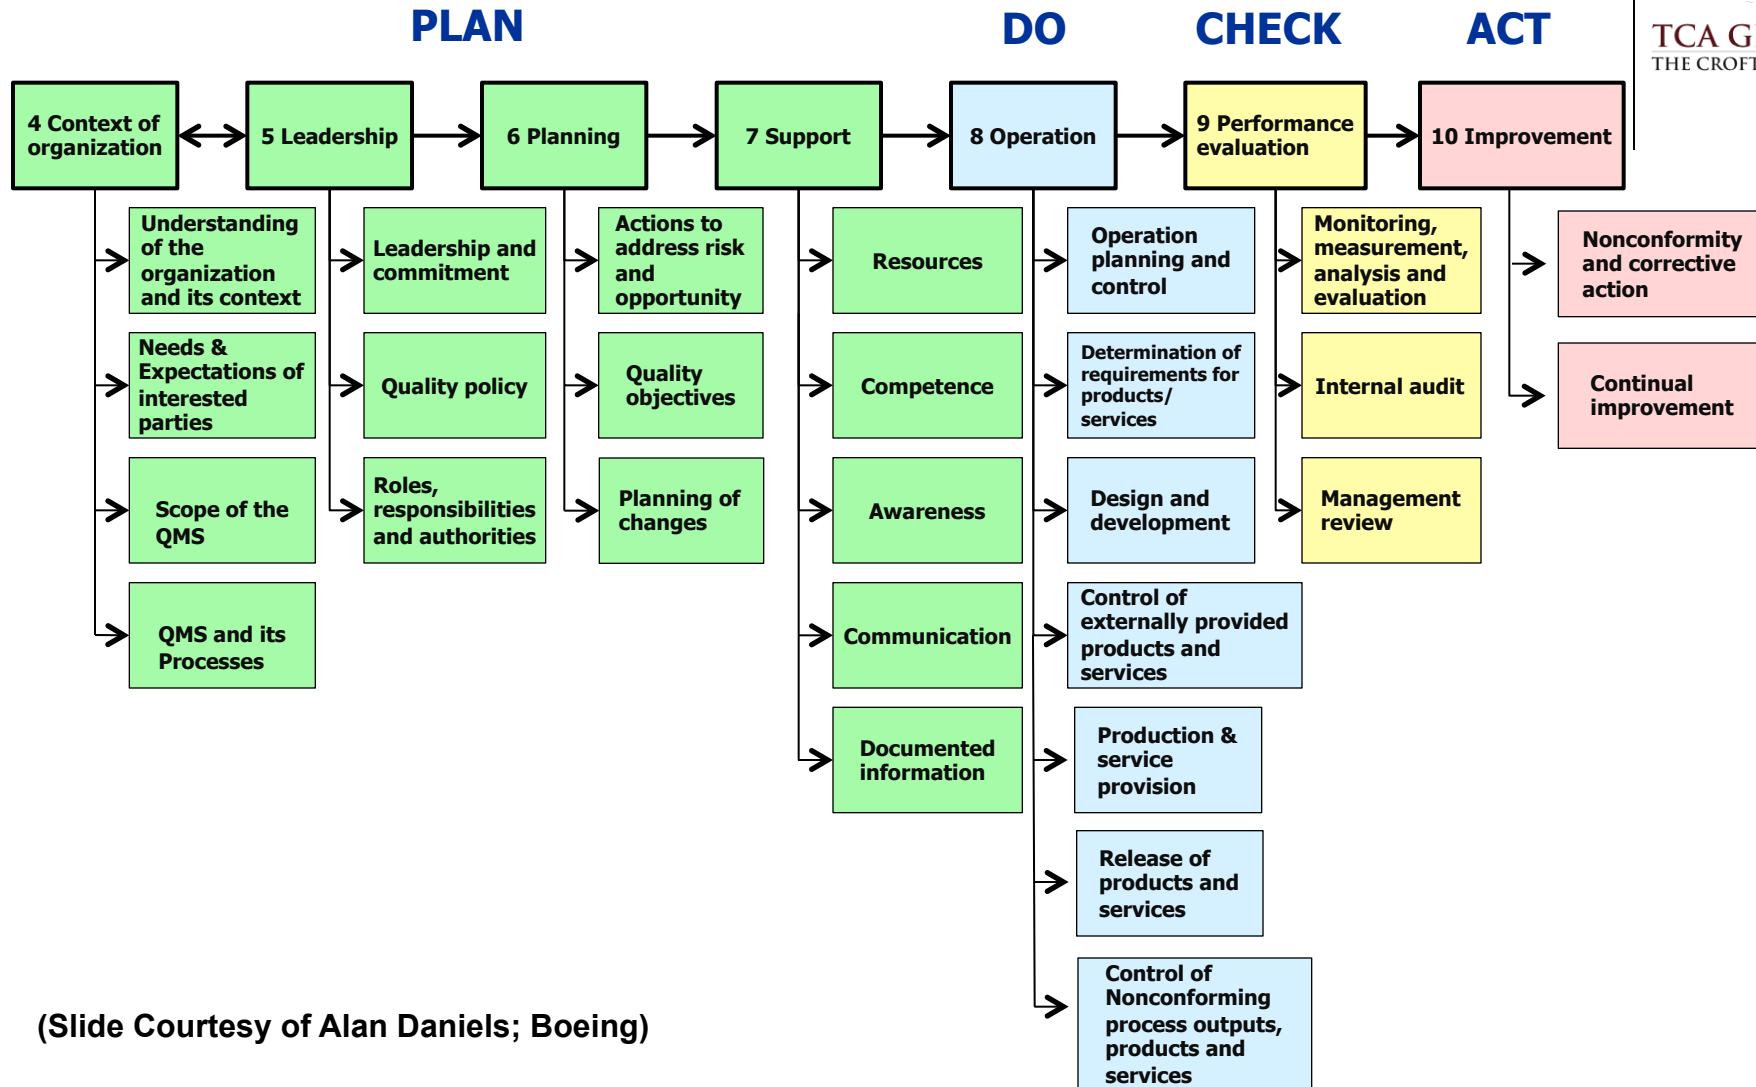 PLAN
DO
CHECK
ACT
TCA G
THE CROFT
4 Context of
organization
5 Leadership
6 Planning
7 Support
8 Operation
9 Performance
evaluation
10 Improvement
Understanding
of the
organization
and its context
Needs &
Expectations of
interested
parties
Scope of the
QMS
QMS and its
Processes
Leadership and
commitment
Quality policy
Roles,
responsibilities
and authorities
Actions to
address risk
and
opportunity
Quality
objectives
Planning of
changes
Resources
Competence
Awareness
Communication
Documented
information
Operation
planning and
control
Determination of
requirements for
products/
services
Design and
development
Control of
externally provided
products and
services
Production &
service
provision
Release of
products and
services
Control of
Nonconforming
process outputs,
products and
services
Monitoring,
measurement,
analysis and
evaluation
Internal audit
Management
review
Nonconformity
and corrective
action
Continual
improvement
(Slide Courtesy of Alan Daniels; Boeing)